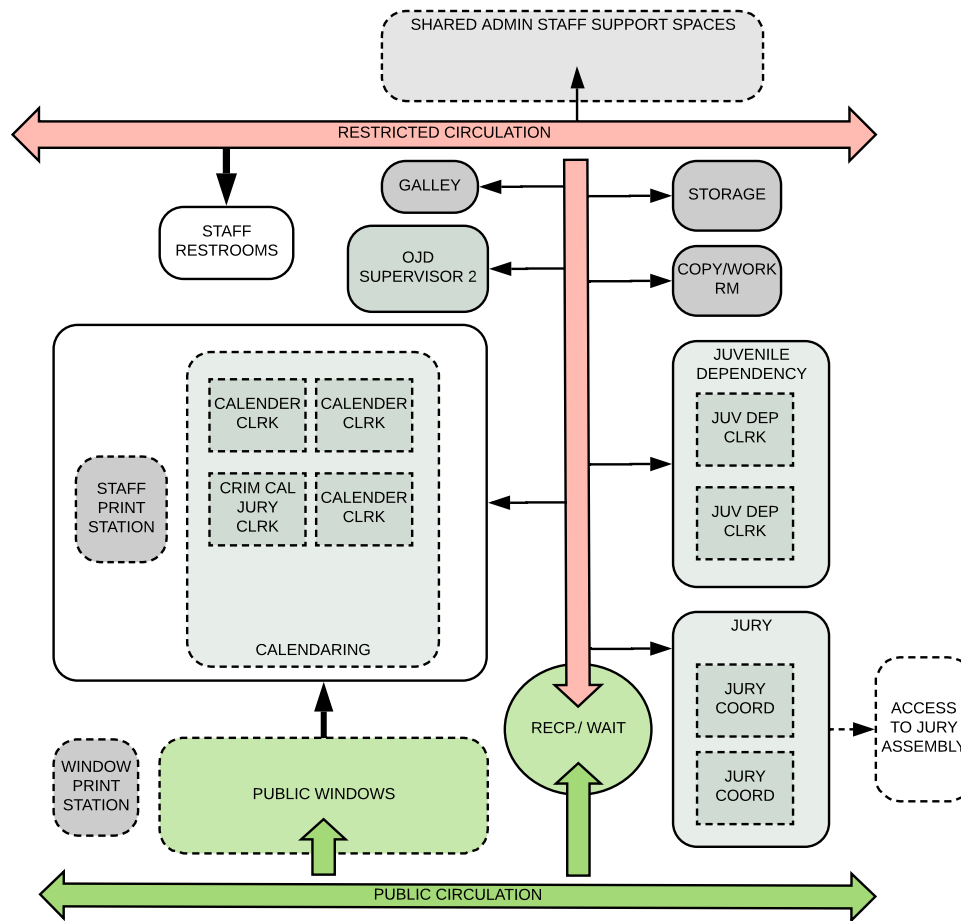 SHARED ADMIN STAFF SUPPORT SPACES
RESTRICTED CIRCULATION
GALLEY
STORAGE
STAFF
RESTROOMS
OJD
SUPERVISOR 2
COPY/WORK
RM
JUVENILE
DEPENDENCY
JUV DEP
CLRK
JUV DEP
CLRK
CALENDER
CLRK
CALENDER
CLRK
CRIM CAL
JURY
CLRK
CALENDER
CLRK
STAFF
PRINT
STATION
CALENDARING
JURY
JURY
COORD
JURY
COORD
ACCESS
TO JURY
ASSEMBLY
RECP./ WAIT
WINDOW
PRINT
STATION
PUBLIC WINDOWS
PUBLIC CIRCULATION